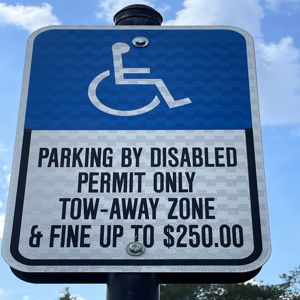 PARKING BY DISABLED
PERMIT ONLY
TOW-AWAY ZONE
& FINE UP TO $250.00